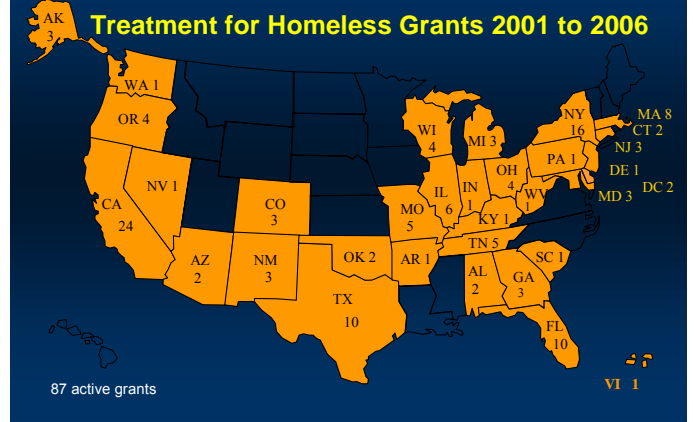 Treatment for Homeless Grants 2001 to 2006
AK
3
WA 1
OR 4
CA
24
NV 1
AZ
2
CO
3
NM
3
TX
10
OK 2
MO
5
AR 1
WI
4
IL
6
MI 3
IN
1
OH
4
KY 1
TN 5
WV
1
PA 1
NY
16
MA 8
CT 2
NJ 3
DE 1
DC 2
MD 3
SC 1
AL
2
GA
3
FL
10
VI 1
87 active grants